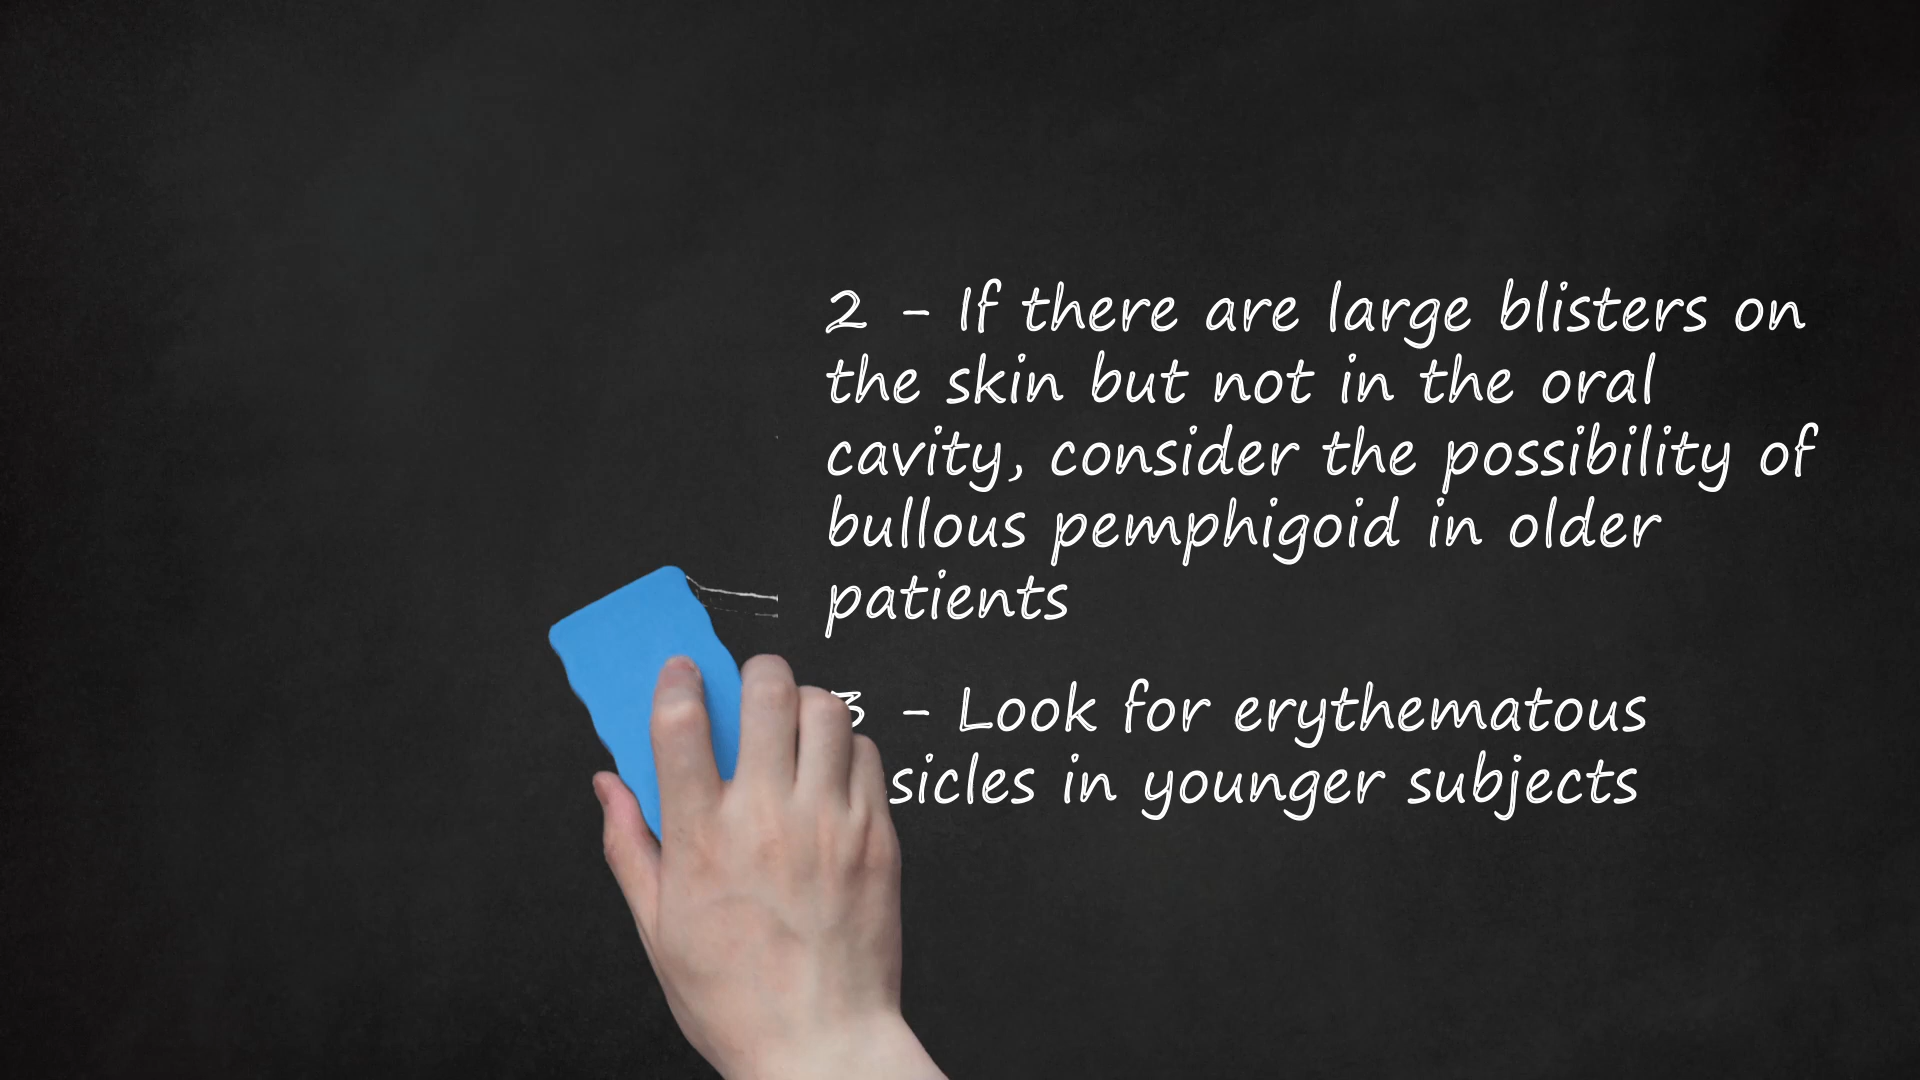 2 - If there are large blisters on
the skin but not in the oral
cavity, consider the possibility of
bullous pemphigoid in older
patients
3 - Look for erythematous
in younger subjects